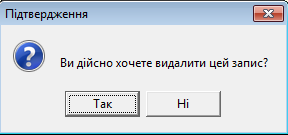 Підтвердження
Ви дійсно хочете видалити цей запис?
Так
Ні